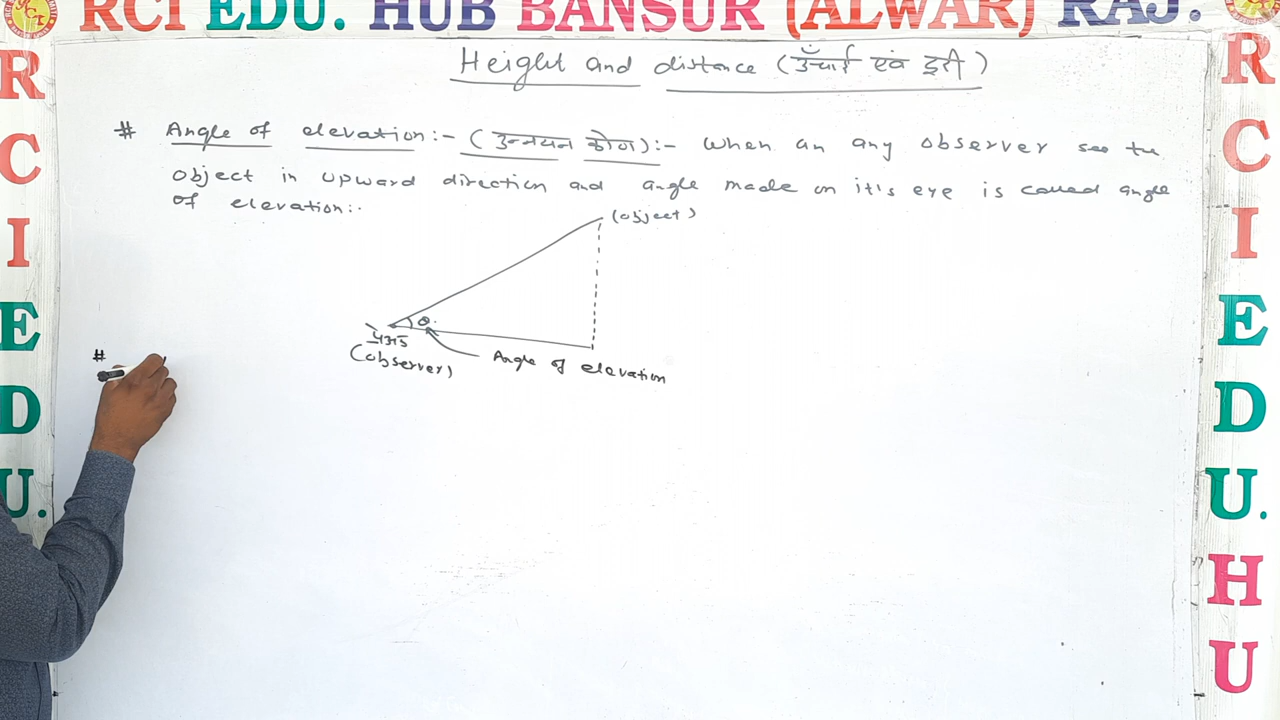 RCI EDU. HUB BANSUR (ALWAR) RAJ.
Height and distance (ऊँचाई एवं दूरी)
# Angle of elevation:- (उन्नयन कोण):- when an any observer see the
object in upward direction and angle made on it's eye is called angle
of elevation:-
(object)
θ
(observer)
Angle of elevation
#
R
C
I
E
D
U.
R
C
I
E
D
U.
H
U